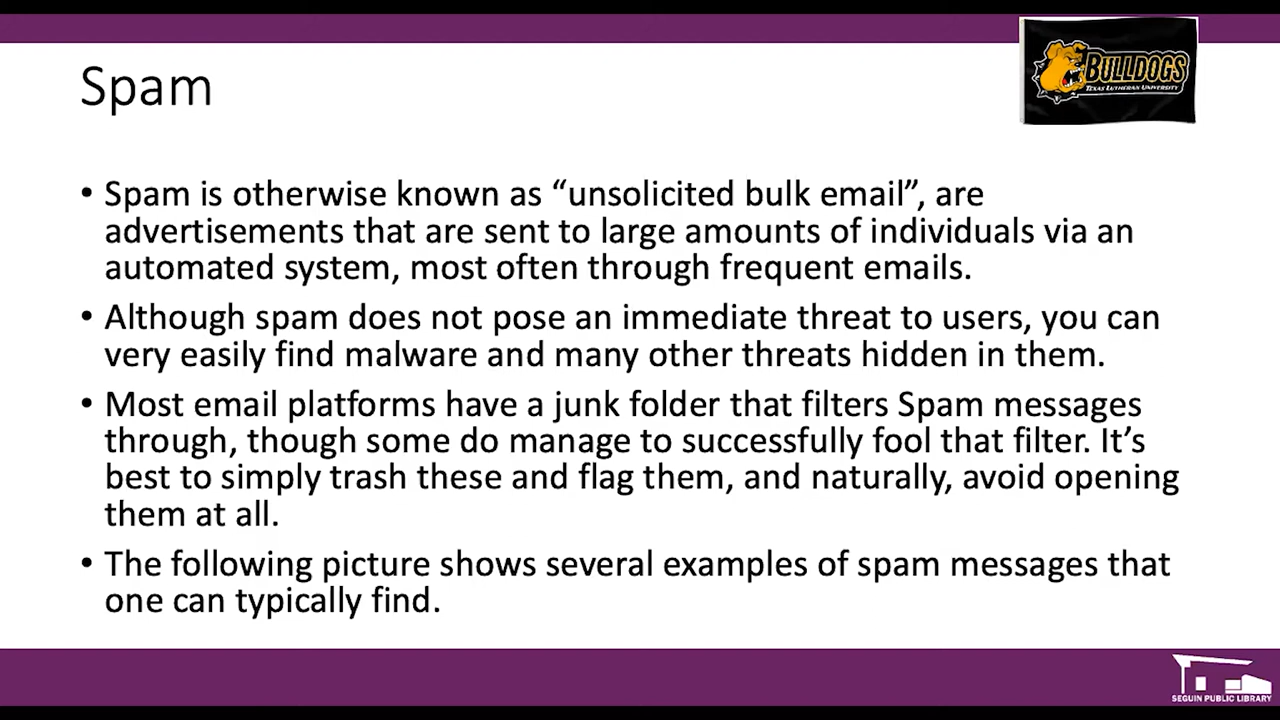 Spam
BULLDOGS
TEXAS LUTHERAN UNIVERSITY
• Spam is otherwise known as “unsolicited bulk email”, are
advertisements that are sent to large amounts of individuals via an
automated system, most often through frequent emails.
• Although spam does not pose an immediate threat to users, you can
very easily find malware and many other threats hidden in them.
• Most email platforms have a junk folder that filters Spam messages
through, though some do manage to successfully fool that filter. It’s
best to simply trash these and flag them, and naturally, avoid opening
them at all.
• The following picture shows several examples of spam messages that
one can typically find.
SEGUIN PUBLIC LIBRARY